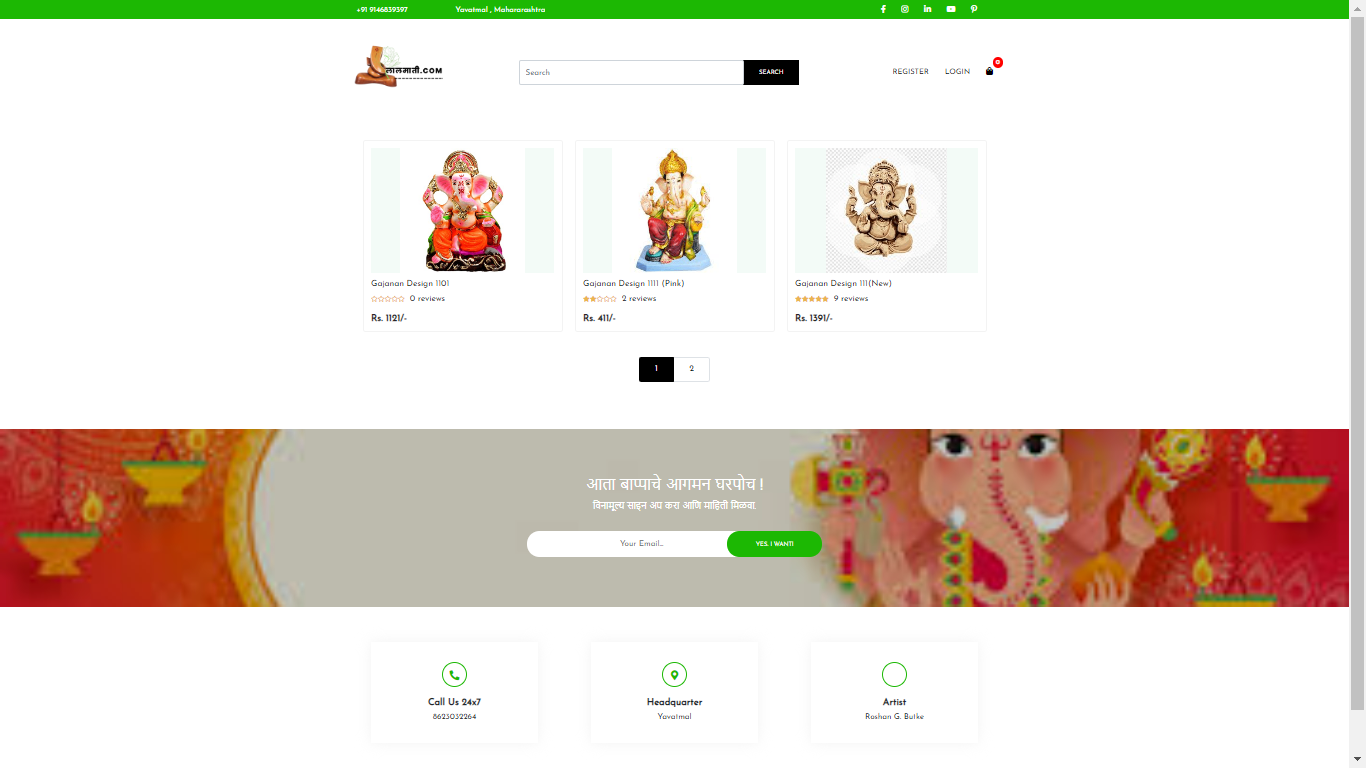 +91 9146839397
Yavatmal , Mahararashtra
लालमाती.COM
Search
SEARCH
REGISTER
LOGIN
0
Gajanan Design 1101
0 reviews
Rs. 1121/-
Gajanan Design 1111 (Pink)
2 reviews
Rs. 411/-
Gajanan Design 111(New)
9 reviews
Rs. 1391/-
1
2
आता बाप्पाचे आगमन घरपोच !
विनामूल्य साइन अप करा आणि माहिती मिळवा.
Your Email...
YES, I WANT!
Call Us 24x7
8625032264
Headquarter
Yavatmal
Artist
Roshan G. Butke